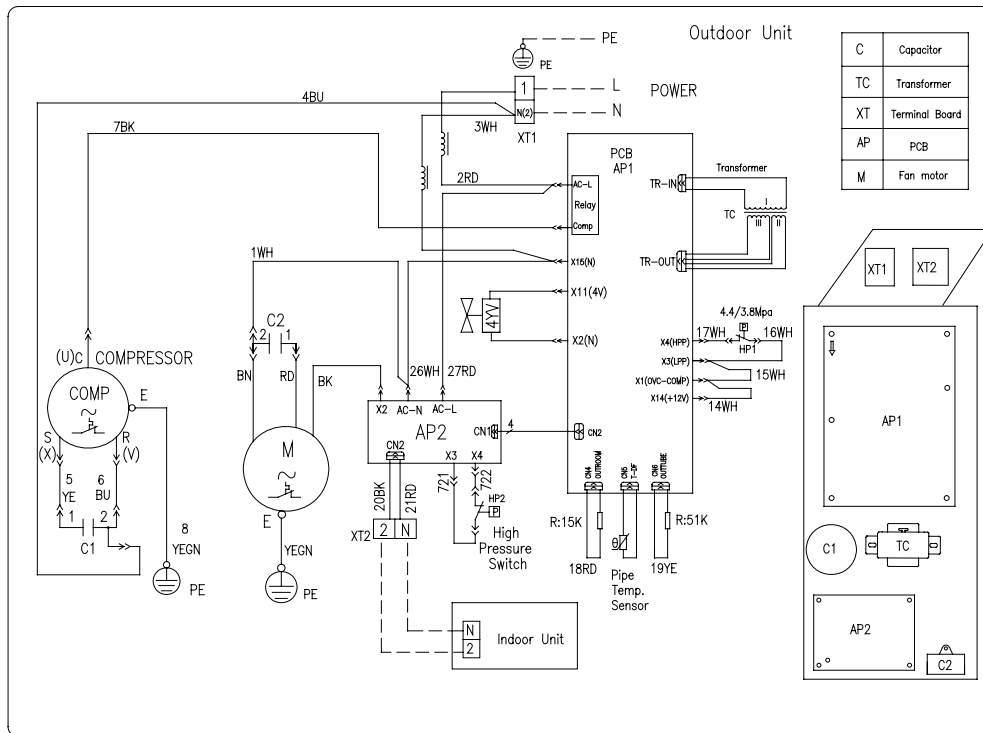 Outdoor Unit
PE
PE
L
POWER
N
1
N(2)
XT1
4BU
3WH
7BK
2RD
C Capacitor
TC Transformer
XT Terminal Board
AP PCB
M Fan motor
PCB
AP1
AC-L
Relay
Comp
X15(N)
X11(4V)
X2(N)
4YV
TR-IN
TR-OUT
Transformer
TC
I
III
II
4.4/3.8Mpa
P
17WH
16WH
HP1
X4(HPP)
X3(LPP)
15WH
X1(OVC-COMP)
X14(+12V)
14WH
1WH
C2
2
1
BN
RD
BK
26WH
27RD
(U)C COMPRESSOR
COMP
E
S
(X)
R
(V)
5
YE
6
BU
1
2
C1
8
YEGN
PE
M
E
YEGN
PE
X2
AC-N
AC-L
AP2
CN1
4
CN2
CN2
X3
X4
20BK
21RD
721
722
XT2
2
N
HP2
P
High
Pressure
Switch
N
2
Indoor Unit
CN4
OUTROOM
CN5
T-DF
CN6
OUTTUBE
R:15K
R:51K
θ
18RD
19YE
Pipe
Temp.
Sensor
XT1
XT2
AP1
C1
TC
AP2
C2